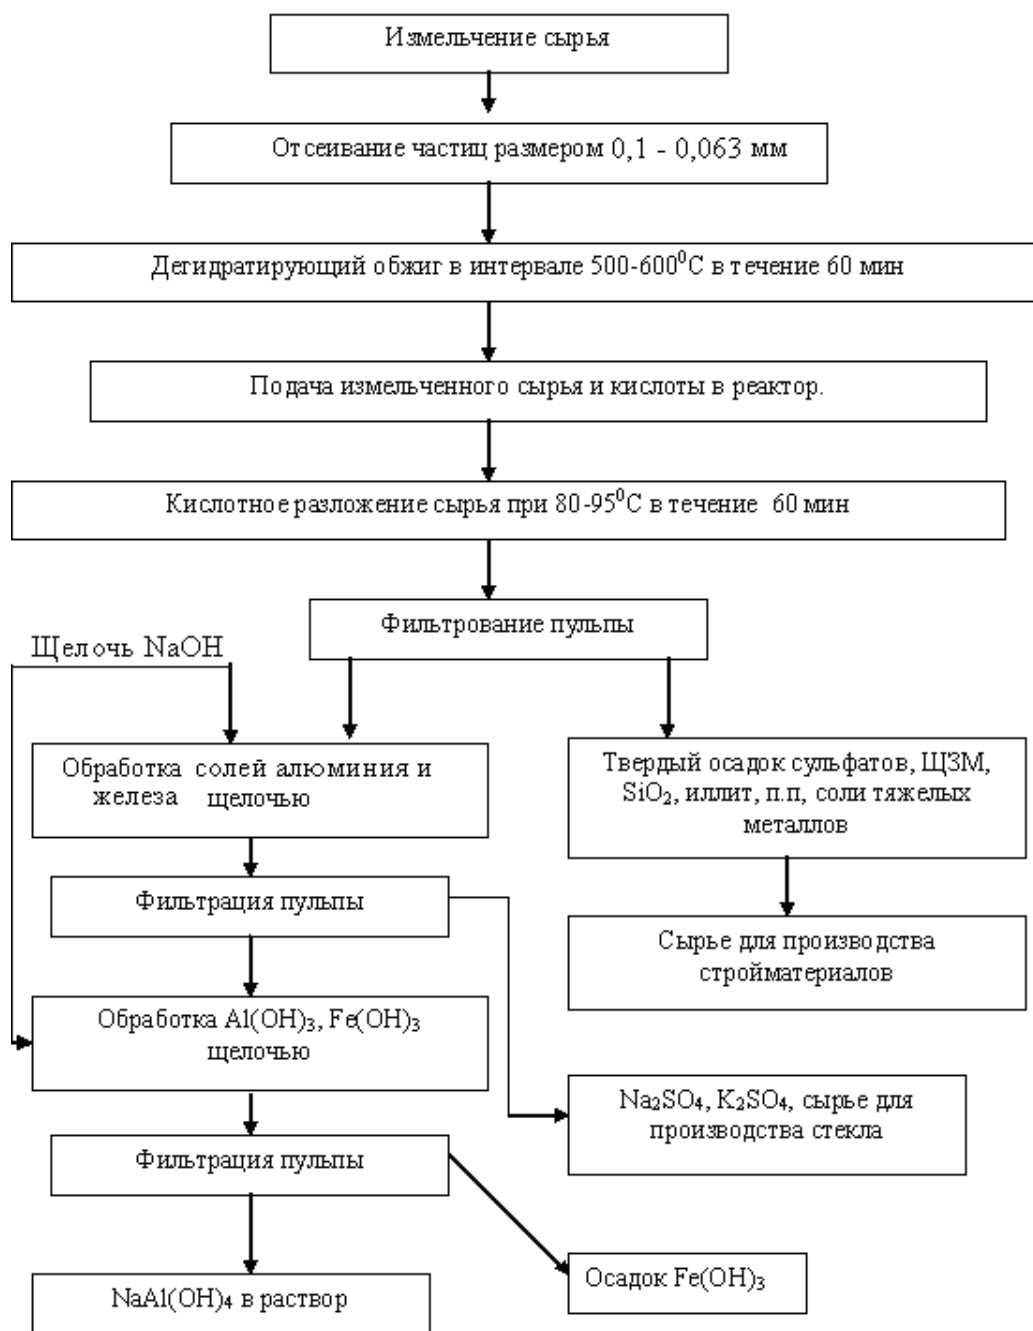 Измельчение сырья
Отсеивание частиц размером 0,1 - 0,063 мм
Дегидратирующий обжиг в интервале 500-600⁰С в течение 60 мин
Подача измельченного сырья и кислоты в реактор.
Кислотное разложение сырья при 80-95⁰С в течение 60 мин
Фильтрование пульпы
Щелочь NaOH
Обработка солей алюминия и
железа щелочью
Твердый осадок сульфатов, ЩЗМ,
SiO₂, иллит, п.п, соли тяжелых
металлов
Фильтрация пульпы
Сырье для производства
стройматериалов
Обработка Al(OH)₃, Fe(OH)₃
щелочью
Na₂SO₄, K₂SO₄, сырье для
производства стекла
Фильтрация пульпы
Осадок Fe(OH)₃
NaAl(OH)₄ в раствор